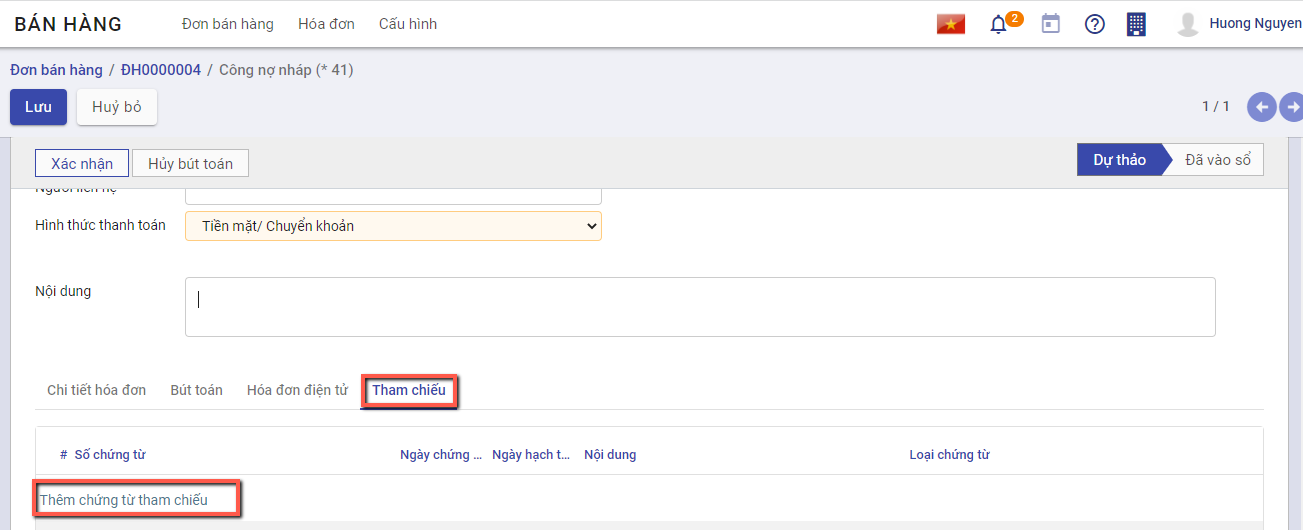 BÁN HÀNG Đơn bán hàng Hóa đơn Cấu hình 2 Huong Nguyen
Đơn bán hàng / ĐH0000004 / Công nợ nháp (* 41)
Lưu Huỷ bỏ 1 / 1
Xác nhận Hủy bút toán Dự thảo Đã vào sổ
Người liên hệ
Hình thức thanh toán Tiền mặt/ Chuyển khoản
Nội dung
Chi tiết hóa đơn Bút toán Hóa đơn điện tử Tham chiếu
# Số chứng từ Ngày chứng ... Ngày hạch t... Nội dung Loại chứng từ
Thêm chứng từ tham chiếu